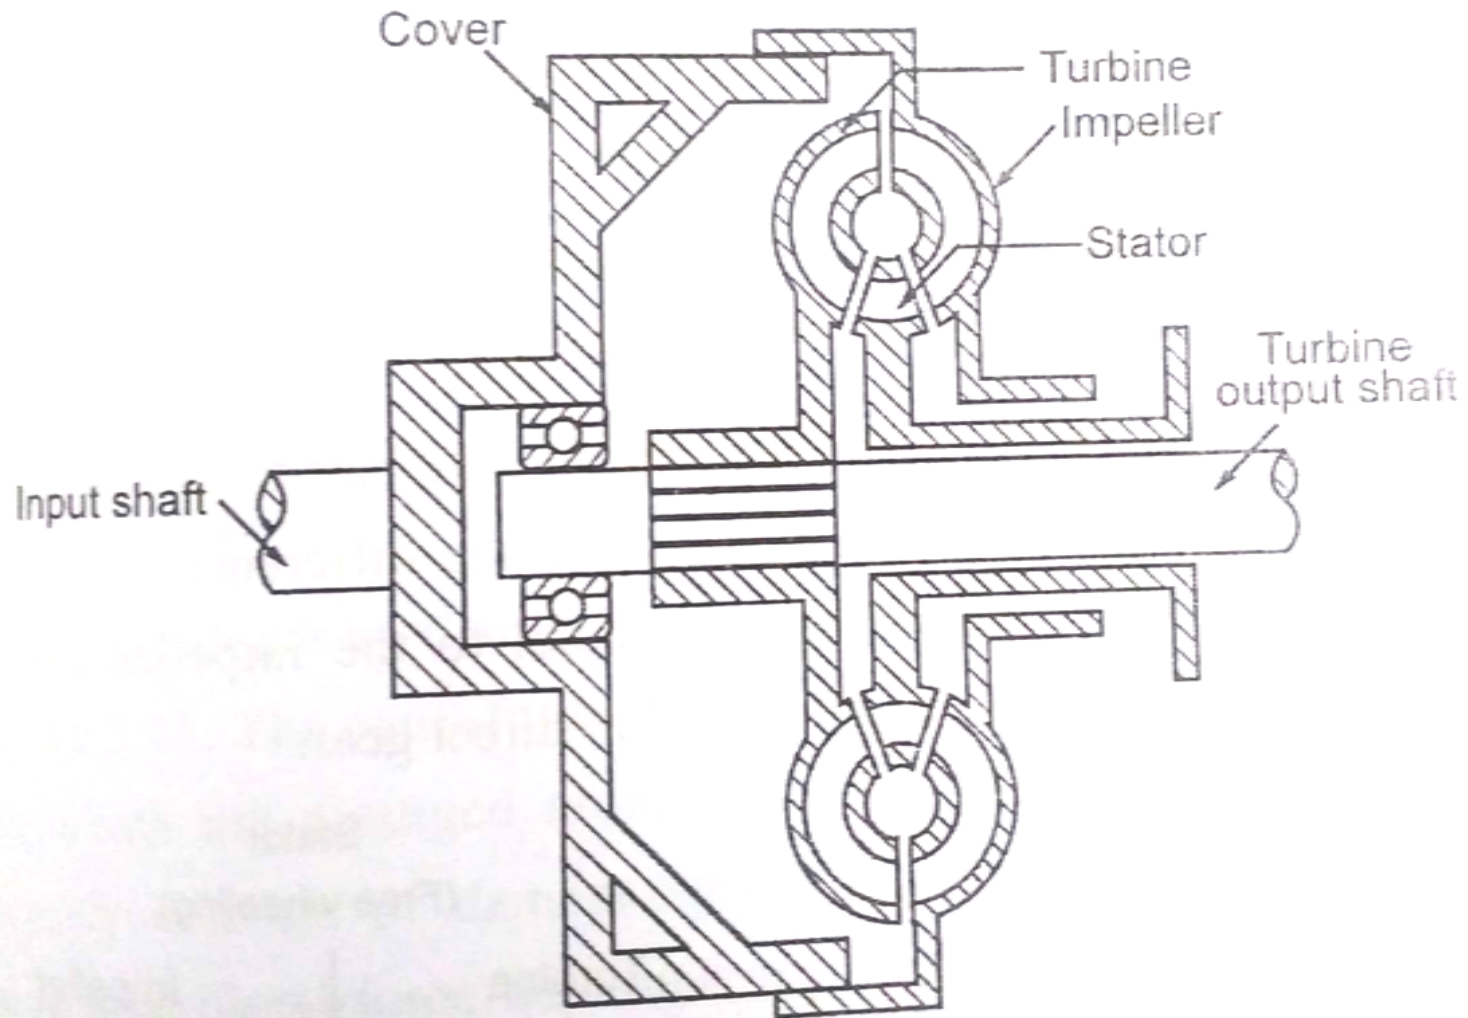 Cover
Turbine
Impeller
Stator
Turbine
output shaft
Input shaft